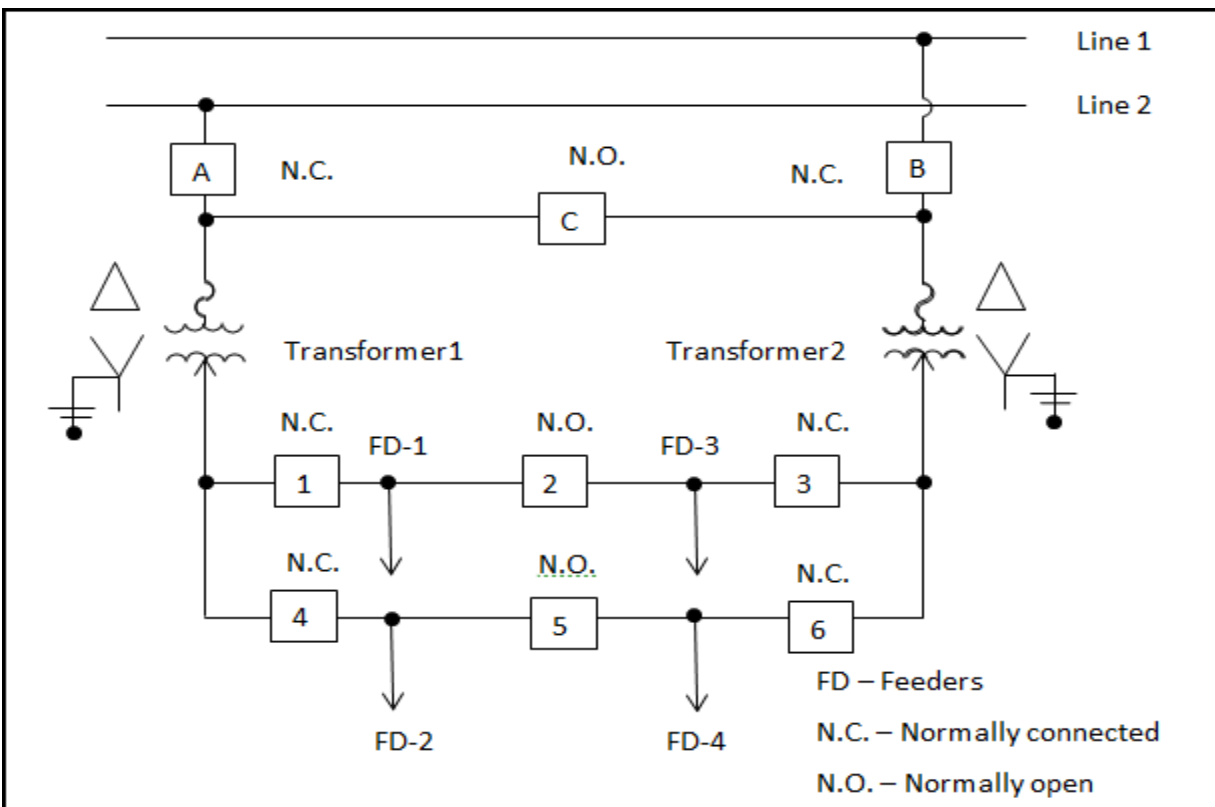 Line 1
Line 2
A
N.C.
N.O.
N.C.
B
C
Transformer1
Transformer2
N.C.
FD-1
N.O.
FD-3
N.C.
1
2
3
N.C.
N.O.
N.C.
4
5
6
FD-2
FD-4
FD – Feeders
N.C. – Normally connected
N.O. – Normally open